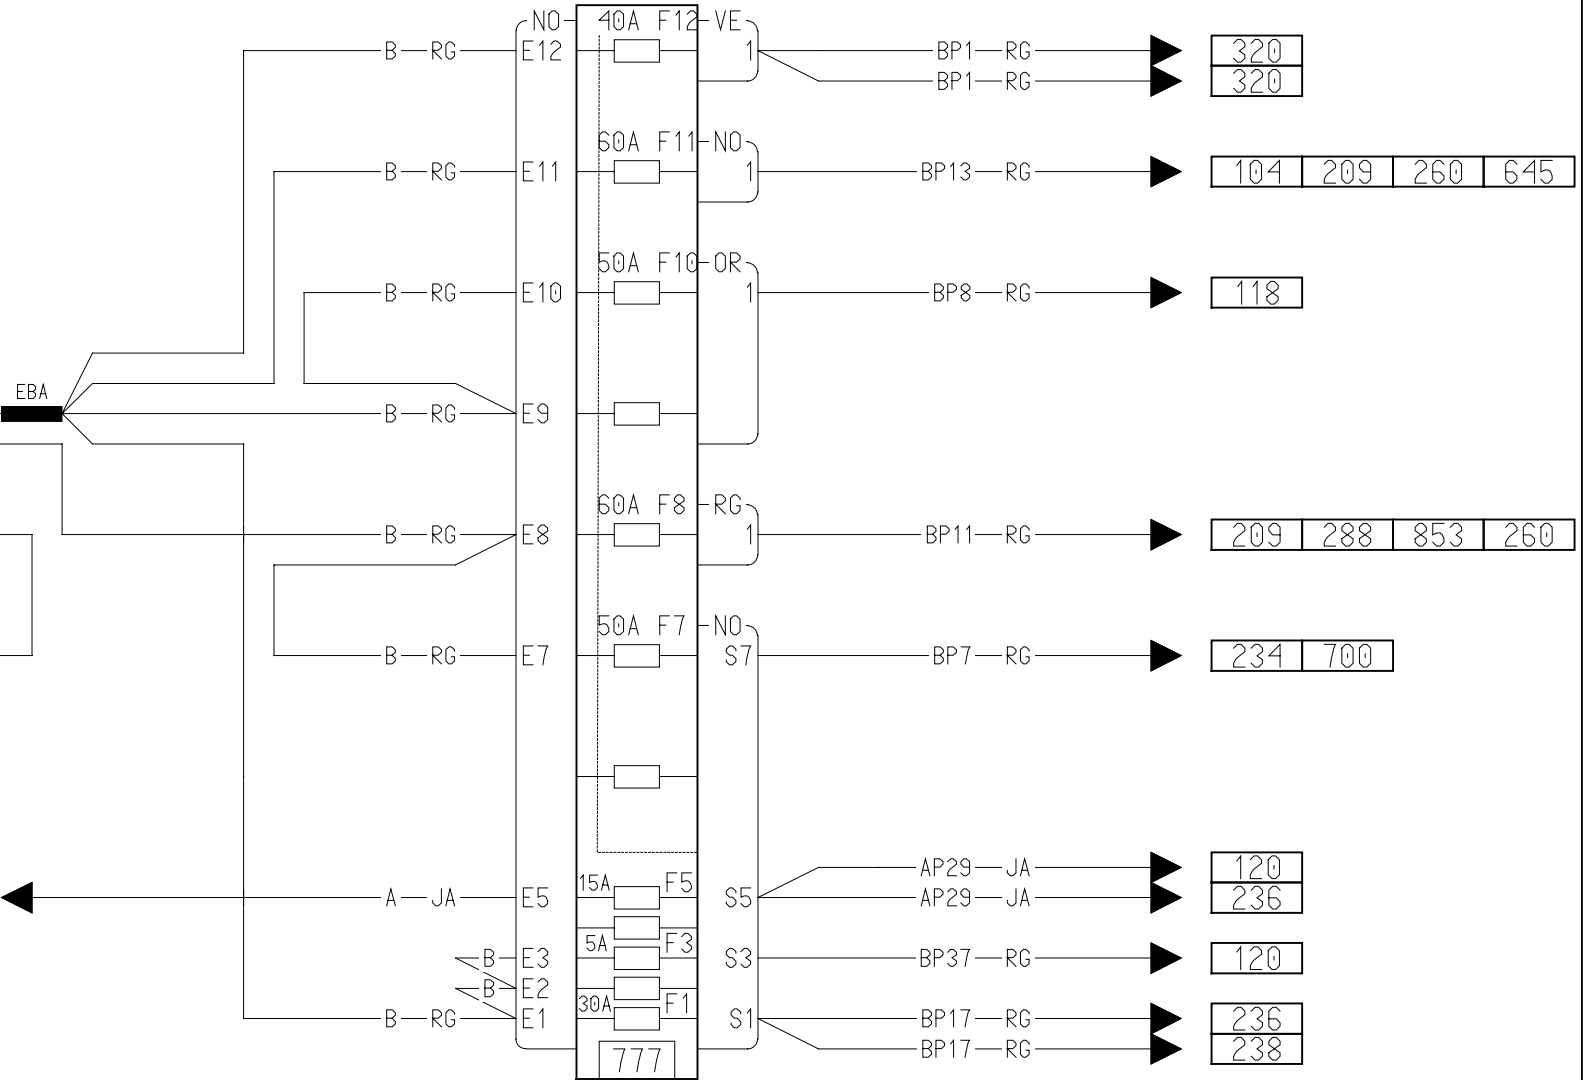 NO 40A F12 VE
B RG E12 1 BP1 RG 320
BP1 RG 320
60A F11 NO
B RG E11 1 BP13 RG 104 209 260 645
50A F10 OR
B RG E10 1 BP8 RG 118
EBA
B RG E9
60A F8 RG
B RG E8 1 BP11 RG 209 288 853 260
50A F7 NO
B RG E7 S7 BP7 RG 234 700
AP29 JA 120
15A F5
A JA E5 S5 AP29 JA 236
5A F3
B E3 S3 BP37 RG 120
B E2
30A F1
B RG E1 S1 BP17 RG 236
BP17 RG 238
777